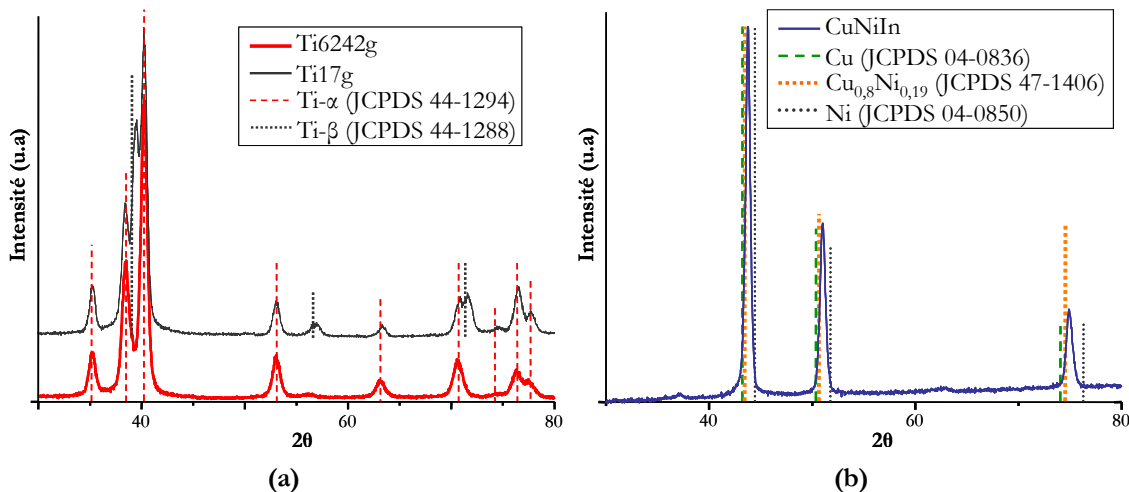 Intensité (u.a)
Ti6242g
Ti17g
Ti-α (JCPDS 44-1294)
Ti-β (JCPDS 44-1288)
40
60
80
2θ
(a)
Intensité (u.a)
CuNiIn
Cu (JCPDS 04-0836)
Cu0,8Ni0,19 (JCPDS 47-1406)
Ni (JCPDS 04-0850)
40
60
80
2θ
(b)